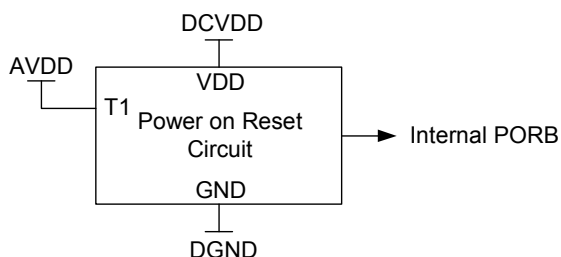 DCVDD
AVDD
VDD
T1
Power on Reset
Circuit
Internal PORB
GND
DGND